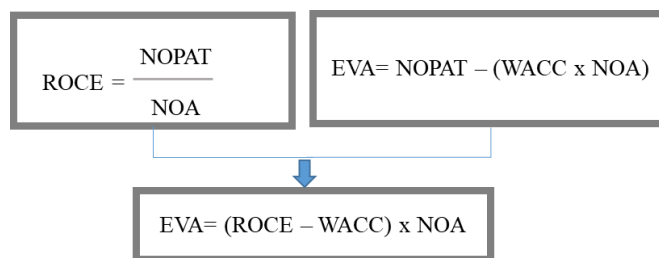 ROCE = NOPAT
NOA
EVA= NOPAT – (WACC x NOA)
EVA= (ROCE – WACC) x NOA